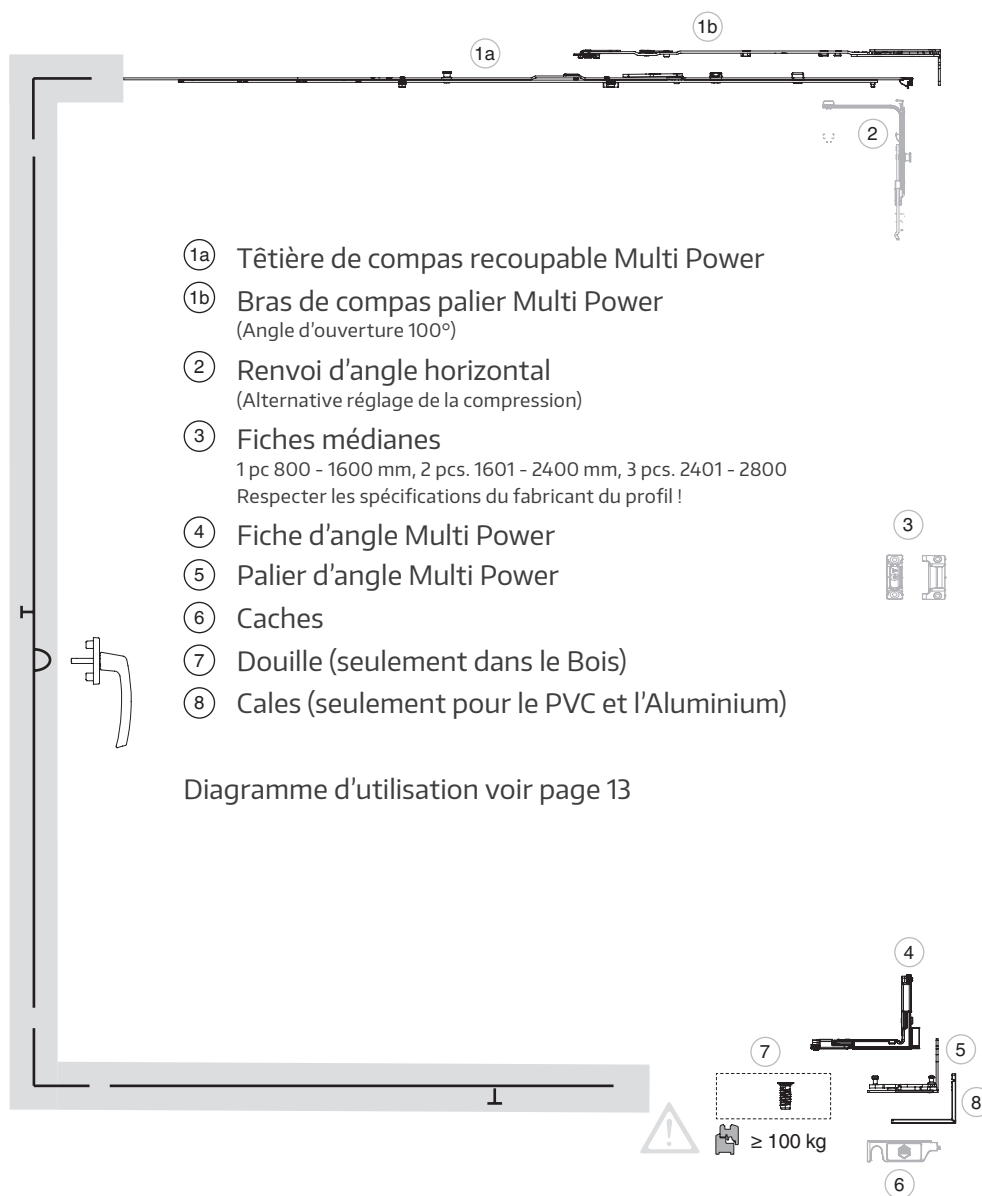 1b
1a
2
1a Têtière de compas recoupable Multi Power
1b Bras de compas palier Multi Power
(Angle d'ouverture 100°)
2 Renvoi d'angle horizontal
(Alternative réglage de la compression)
3 Fiches médianes
1 pc 800 - 1600 mm, 2 pcs. 1601 - 2400 mm, 3 pcs. 2401 - 2800
Respecter les spécifications du fabricant du profil !
3
4 Fiche d'angle Multi Power
5 Palier d'angle Multi Power
6 Caches
7 Douille (seulement dans le Bois)
8 Cales (seulement pour le PVC et l'Aluminium)
Diagramme d'utilisation voir page 13
4
7
5
8
≥ 100 kg
6